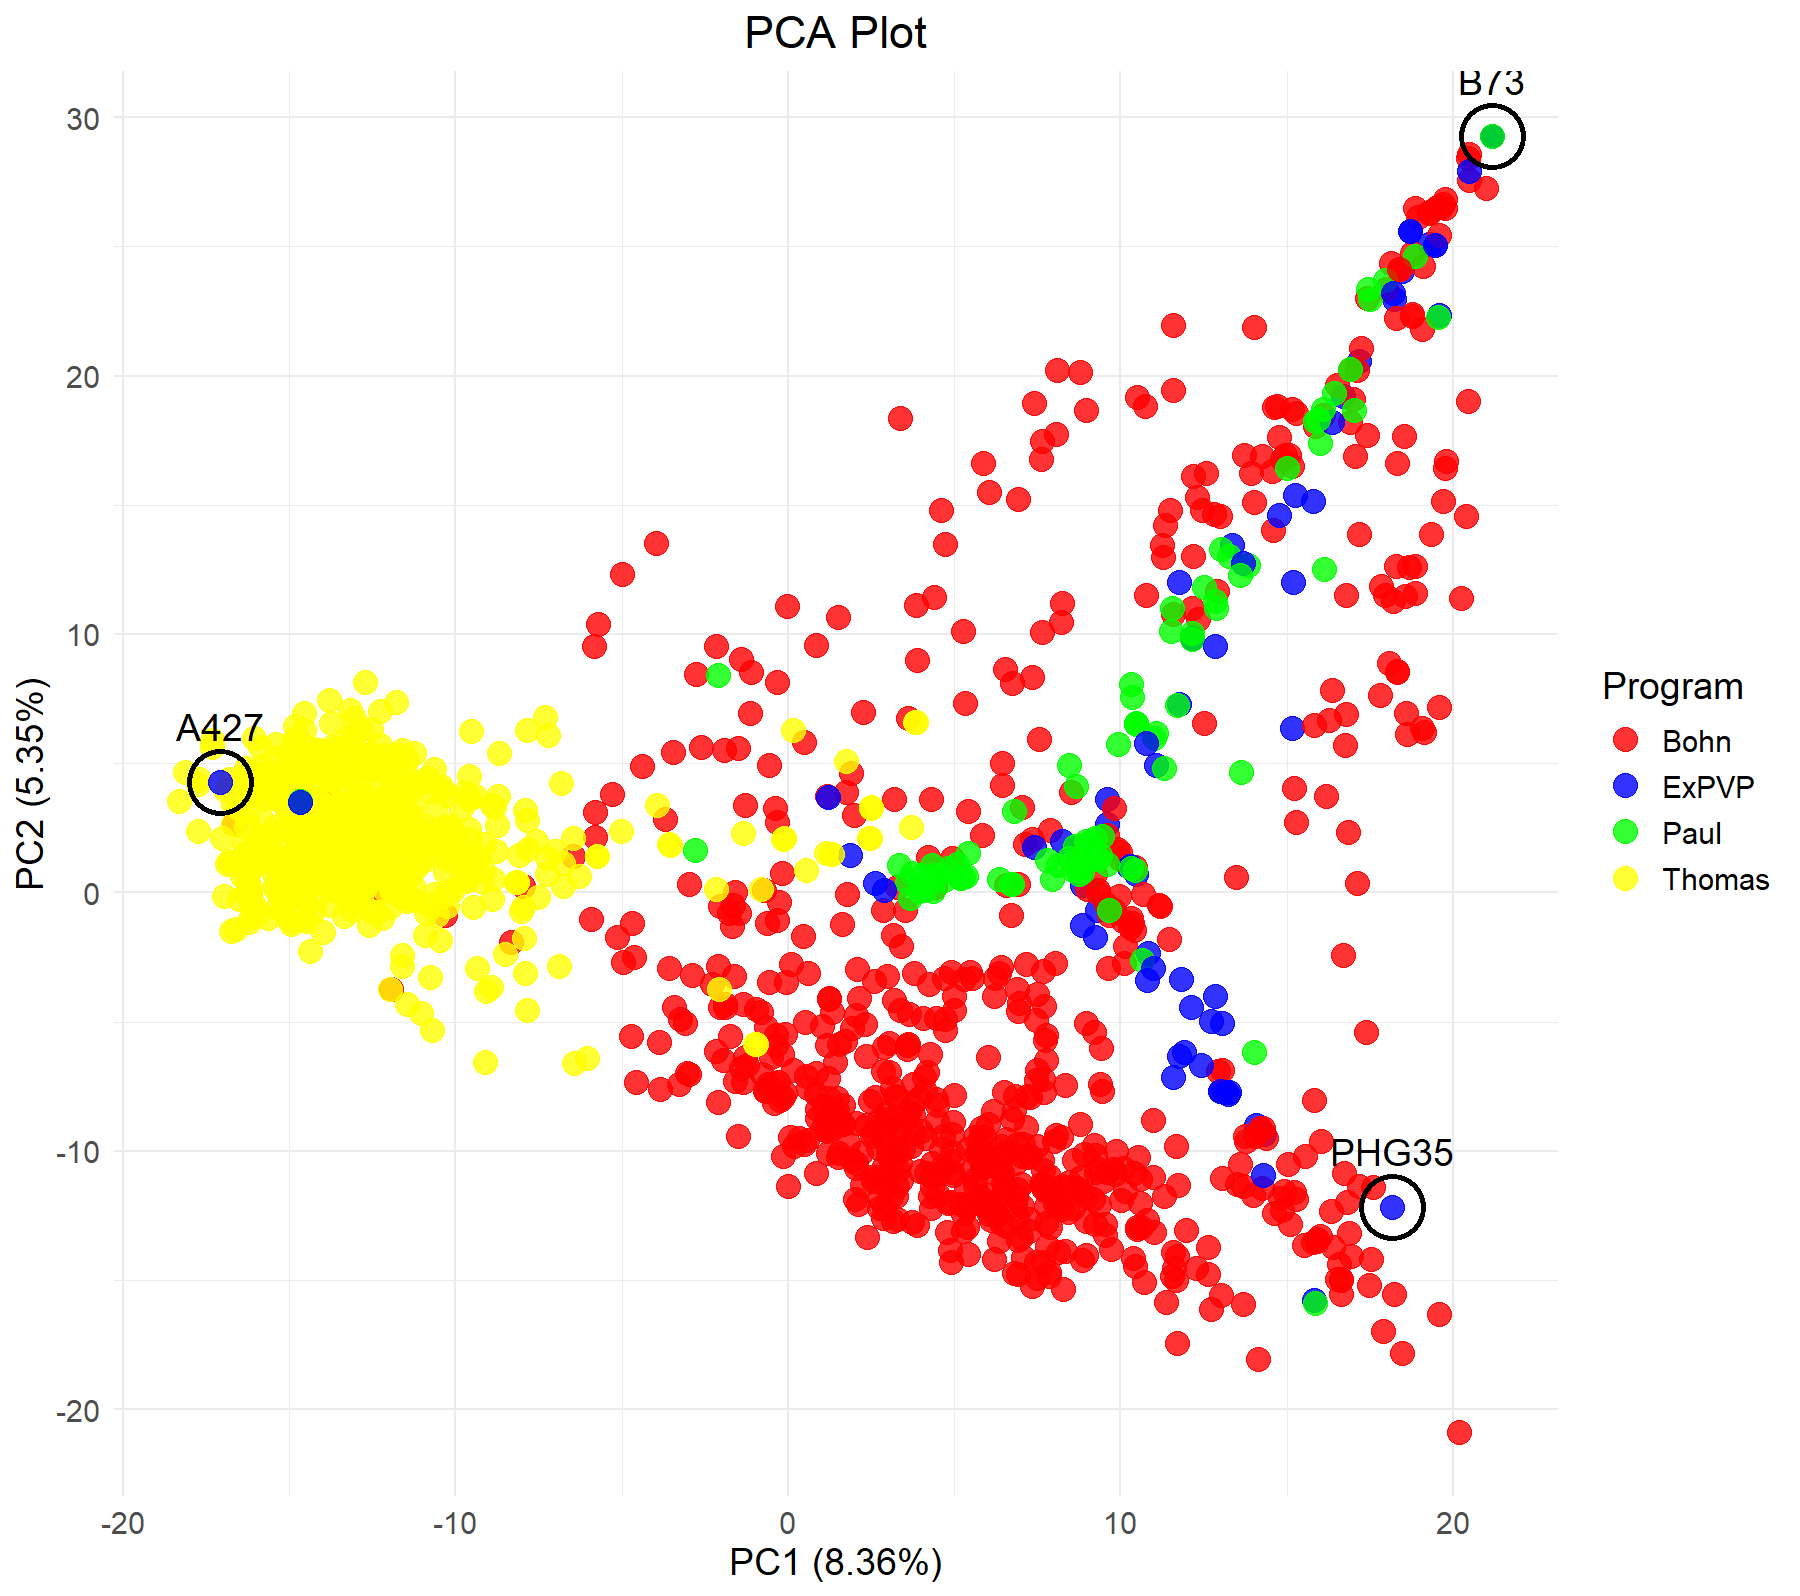 PCA Plot
B73
A427
PHG35
30
20
10
0
-10
-20
PC2 (5.35%)
-20
-10
0
10
20
PC1 (8.36%)
Program
Bohn
ExPVP
Paul
Thomas